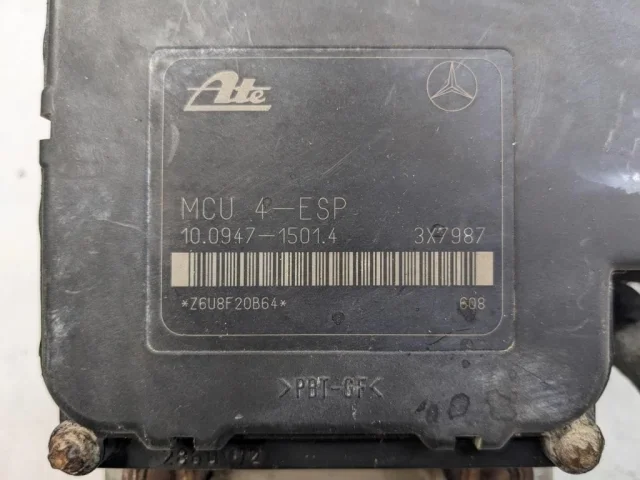 Ate
MCU 4-ESP
10.0947-1501.4 3X7987
*Z6U8F20B64* 608
>PBT-GF<